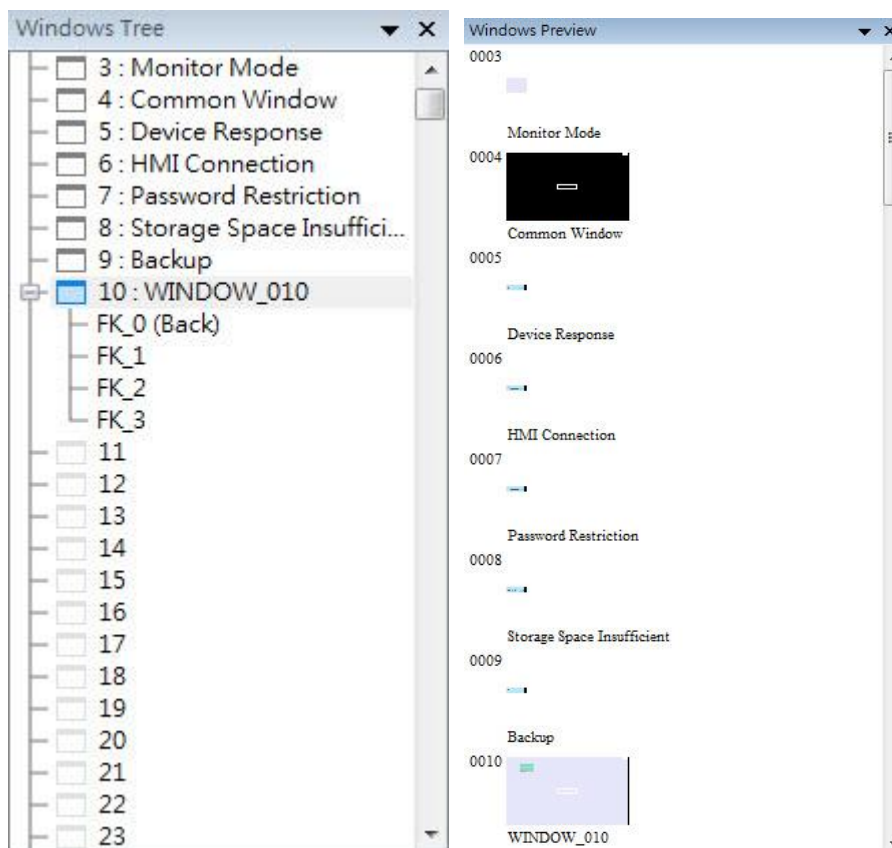 Windows Tree
3 : Monitor Mode
4 : Common Window
5 : Device Response
6 : HMI Connection
7 : Password Restriction
8 : Storage Space Insuffici...
9 : Backup
10 : WINDOW_010
FK_0 (Back)
FK_1
FK_2
FK_3
11
12
13
14
15
16
17
18
19
20
21
22
23
Windows Preview
0003
Monitor Mode
0004
Common Window
0005
Device Response
0006
HMI Connection
0007
Password Restriction
0008
Storage Space Insufficient
0009
Backup
0010
WINDOW_010